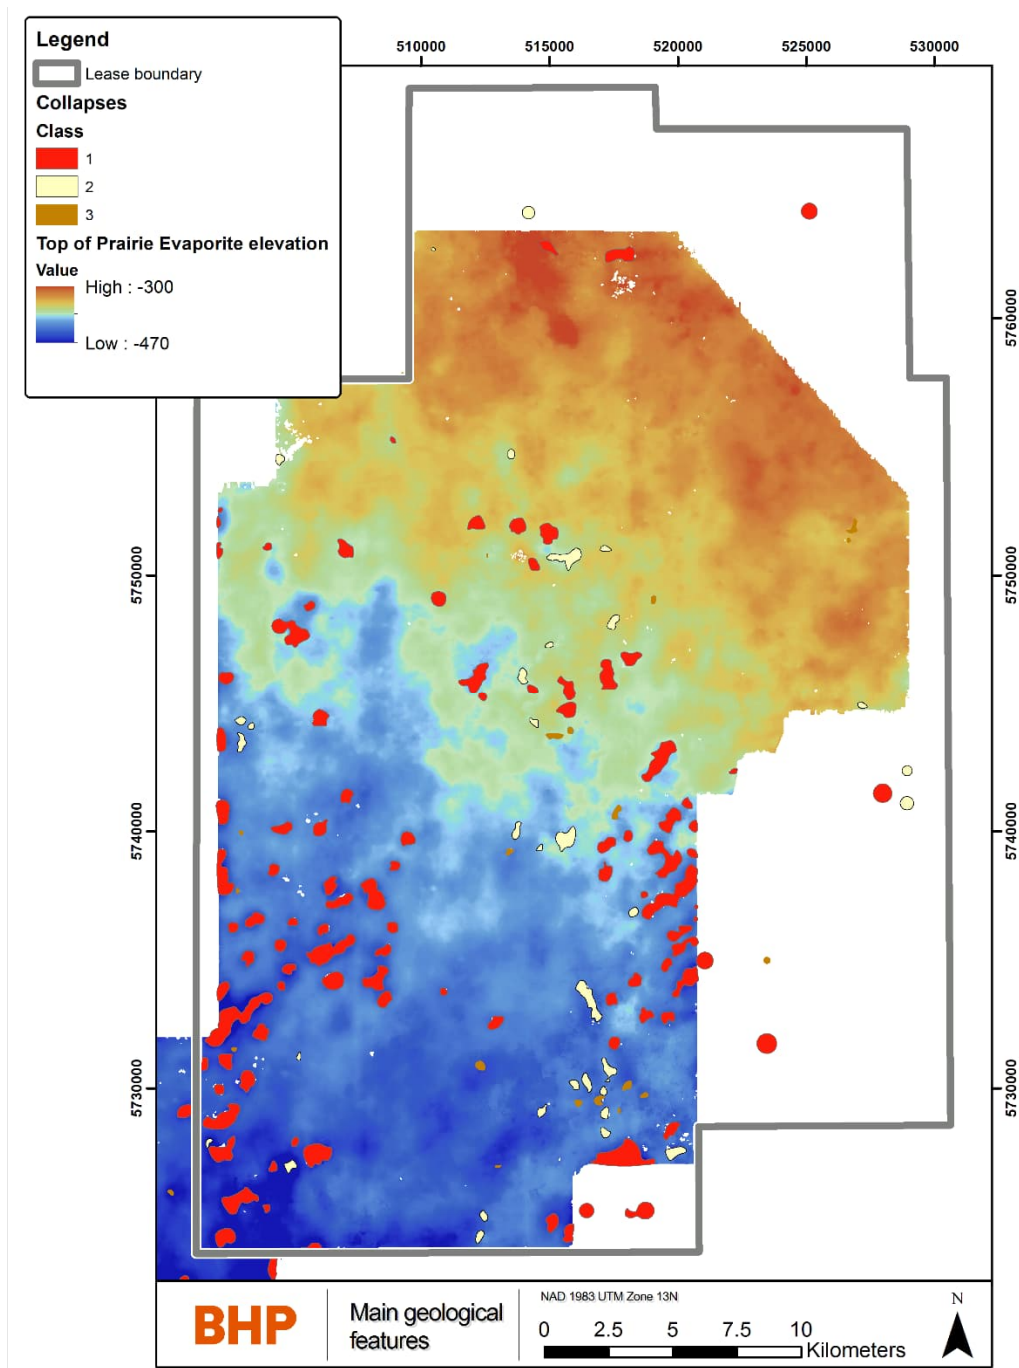 Legend
Lease boundary
Collapses
Class
1
2
3
Top of Prairie Evaporite elevation
Value
High : -300
Low : -470
510000
515000
520000
525000
530000
5760000
5750000
5740000
5730000
5760000
5750000
5740000
5730000
BHP
Main geological
features
NAD 1983 UTM Zone 13N
0 2.5 5 7.5 10
Kilometers
N